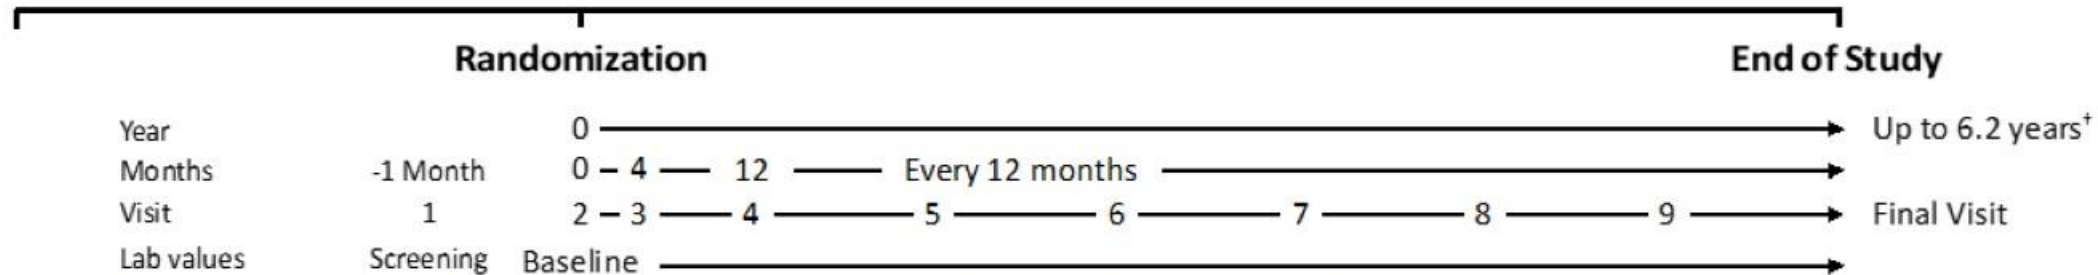 Randomization End of Study
Year 0 Up to 6.2 years†
Months -1 Month 0 4 12 Every 12 months
Visit 1 2 3 4 5 6 7 8 9 Final Visit
Lab values Screening Baseline